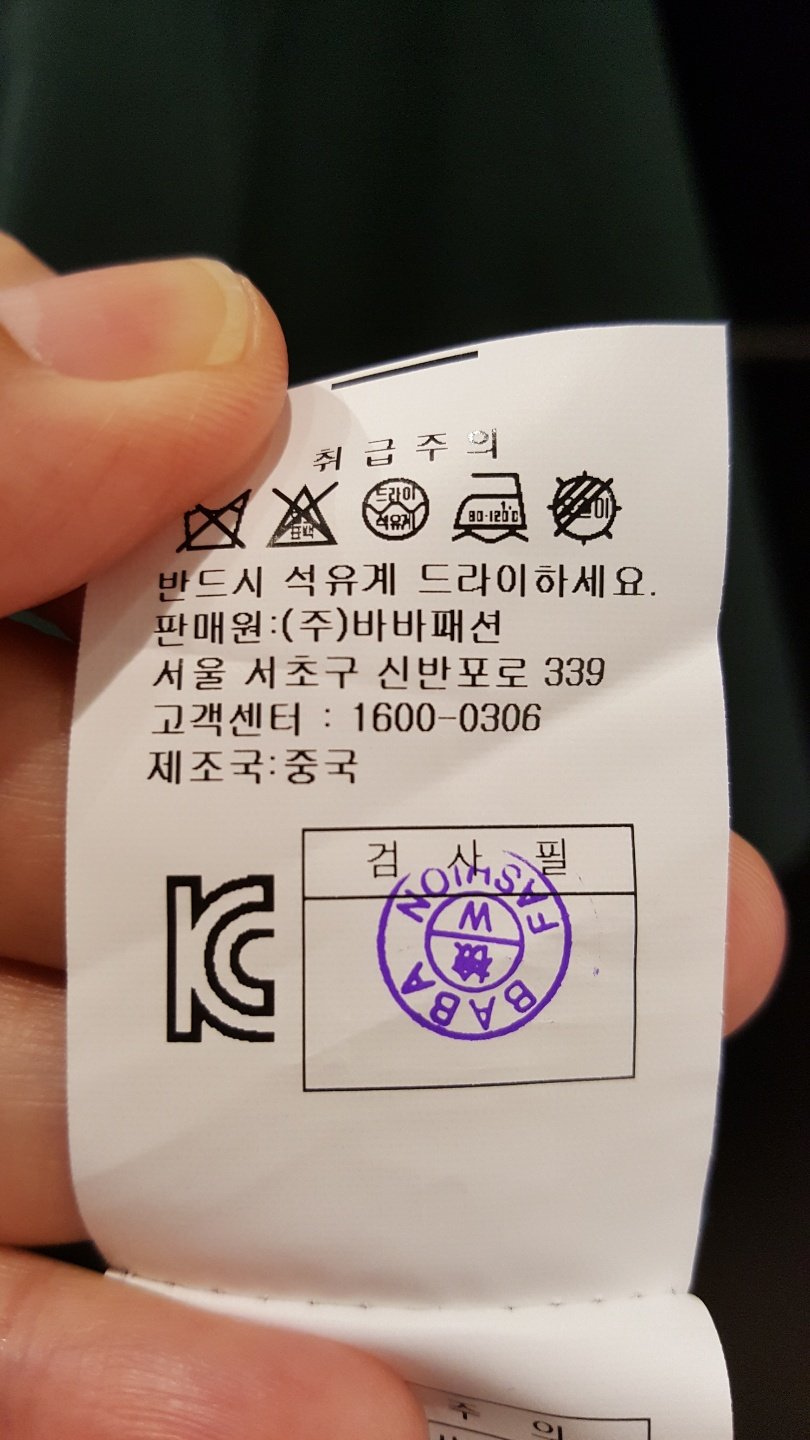 취급주의
드라이
석유계
80-120°C
반드시 석유계 드라이하세요.
판매원:(주)바바패션
서울 서초구 신반포로 339
고객센터 : 1600-0306
제조국:중국
검 사 필
BABA FASHION
W
檢
주 의